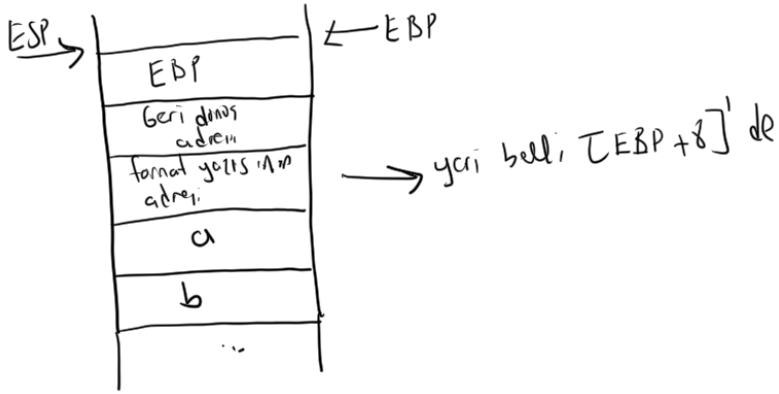 ESP
EBP
EBP
Geri dönüş
adresi
format yazısının
adresi
yeri belli [EBP+8]' de
a
b
...